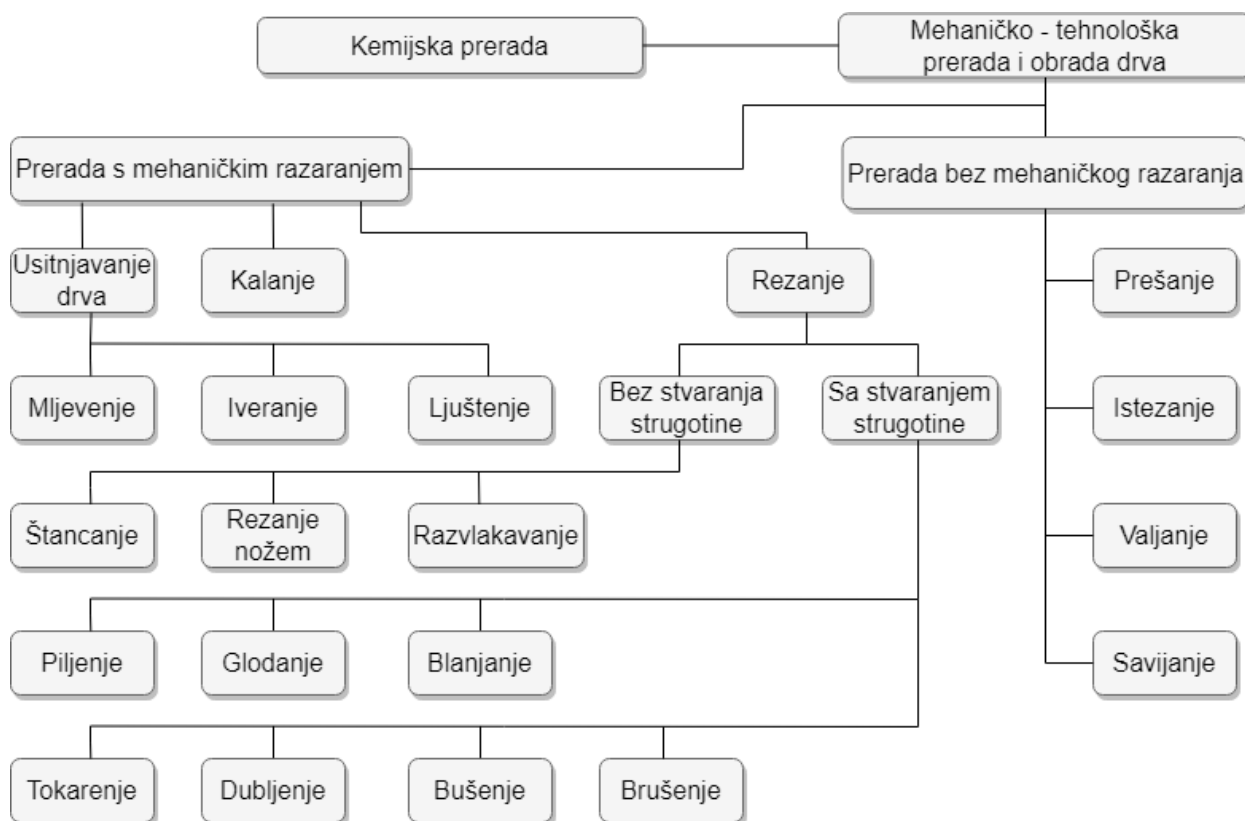 Kemijska prerada
Mehaničko - tehnološka
prerada i obrada drva
Prerada s mehaničkim razaranjem
Prerada bez mehaničkog razaranja
Usitnjavanje
drva
Kalanje
Rezanje
Prešanje
Mljevenje
Iveranje
Ljuštenje
Bez stvaranja
strugotine
Sa stvaranjem
strugotine
Istezanje
Štancanje
Rezanje
nožem
Razvlakavanje
Valjanje
Piljenje
Glodanje
Blanjanje
Savijanje
Tokarenje
Dubljenje
Bušenje
Brušenje